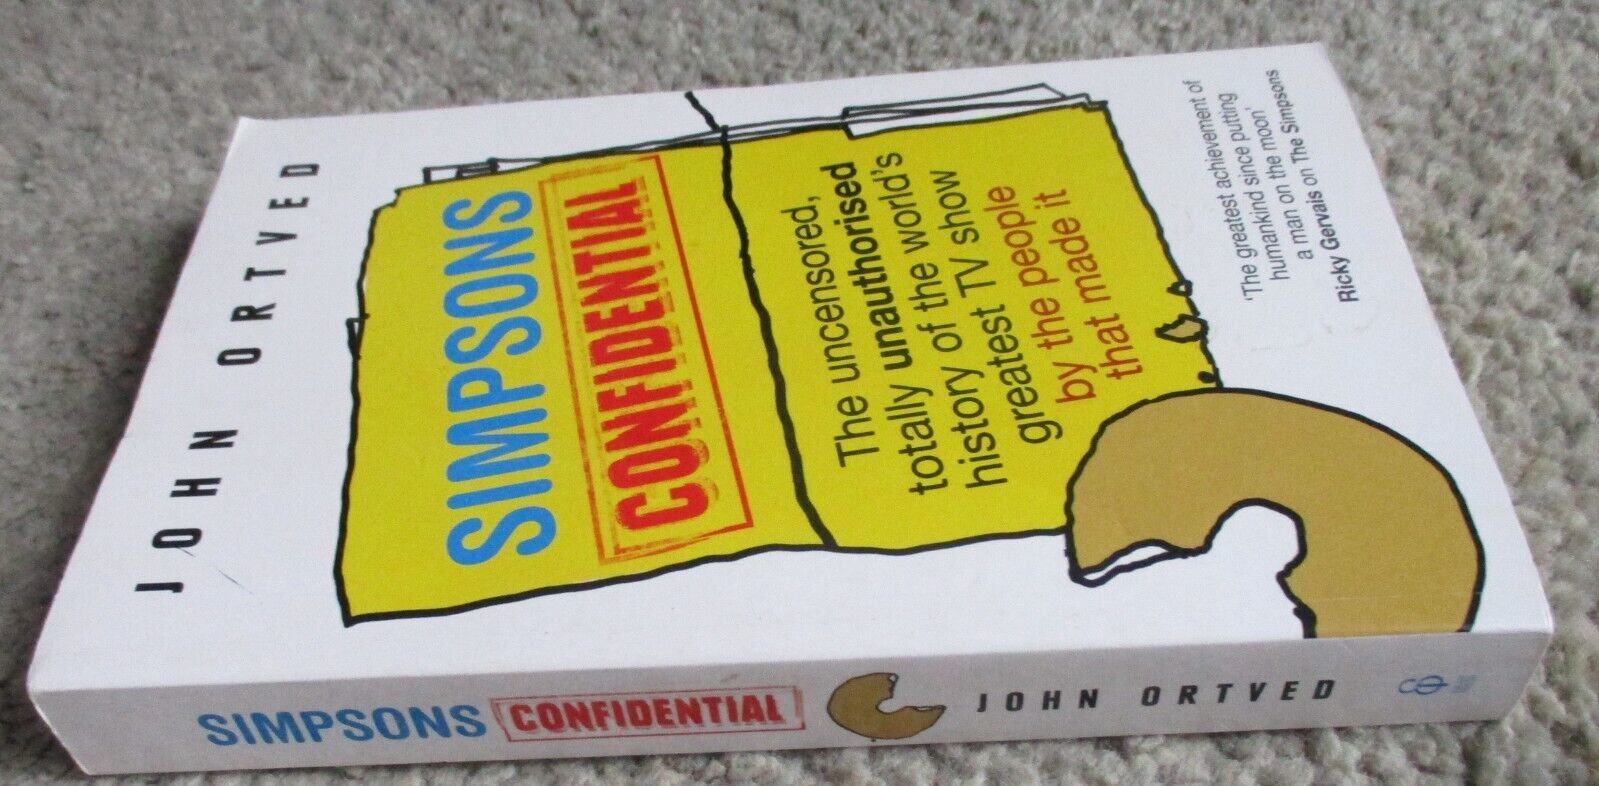 JOHN ORTVED
SIMPSONS
CONFIDENTIAL
The uncensored,
totally unauthorised
history of the world's
greatest TV show
by the people
that made it
'The greatest achievement of
humankind since putting
a man on the moon'
Ricky Gervais on The Simpsons
SIMPSONS CONFIDENTIAL JOHN ORTVED